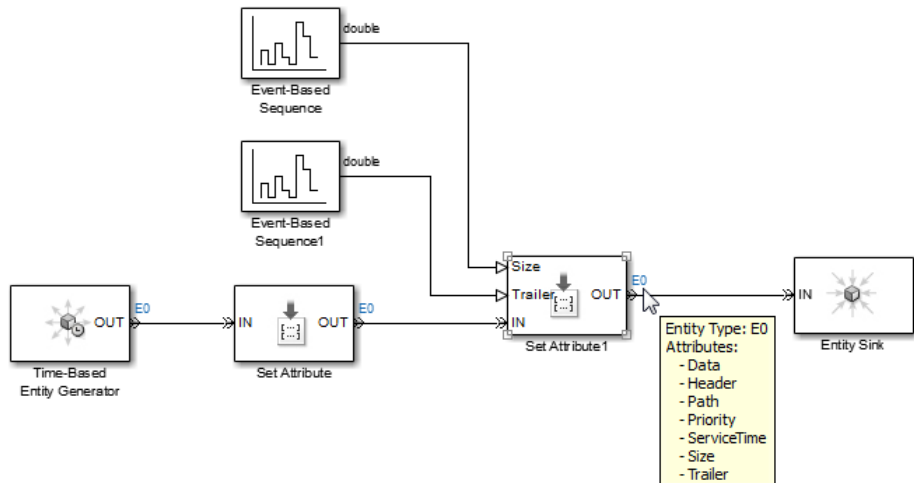 double
Event-Based
Sequence
double
Event-Based
Sequence1
Size
Trailer
OUT
IN
E0
Set Attribute1
OUT
E0
Time-Based
Entity Generator
IN
[...]
OUT
E0
Set Attribute
[...]
IN
Entity Sink
Entity Type: E0
Attributes:
- Data
- Header
- Path
- Priority
- ServiceTime
- Size
- Trailer